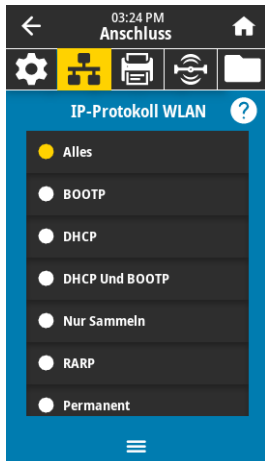 03:24 PM
Anschluss
IP-Protokoll WLAN
?
Alles
BOOTP
DHCP
DHCP Und BOOTP
Nur Sammeln
RARP
Permanent